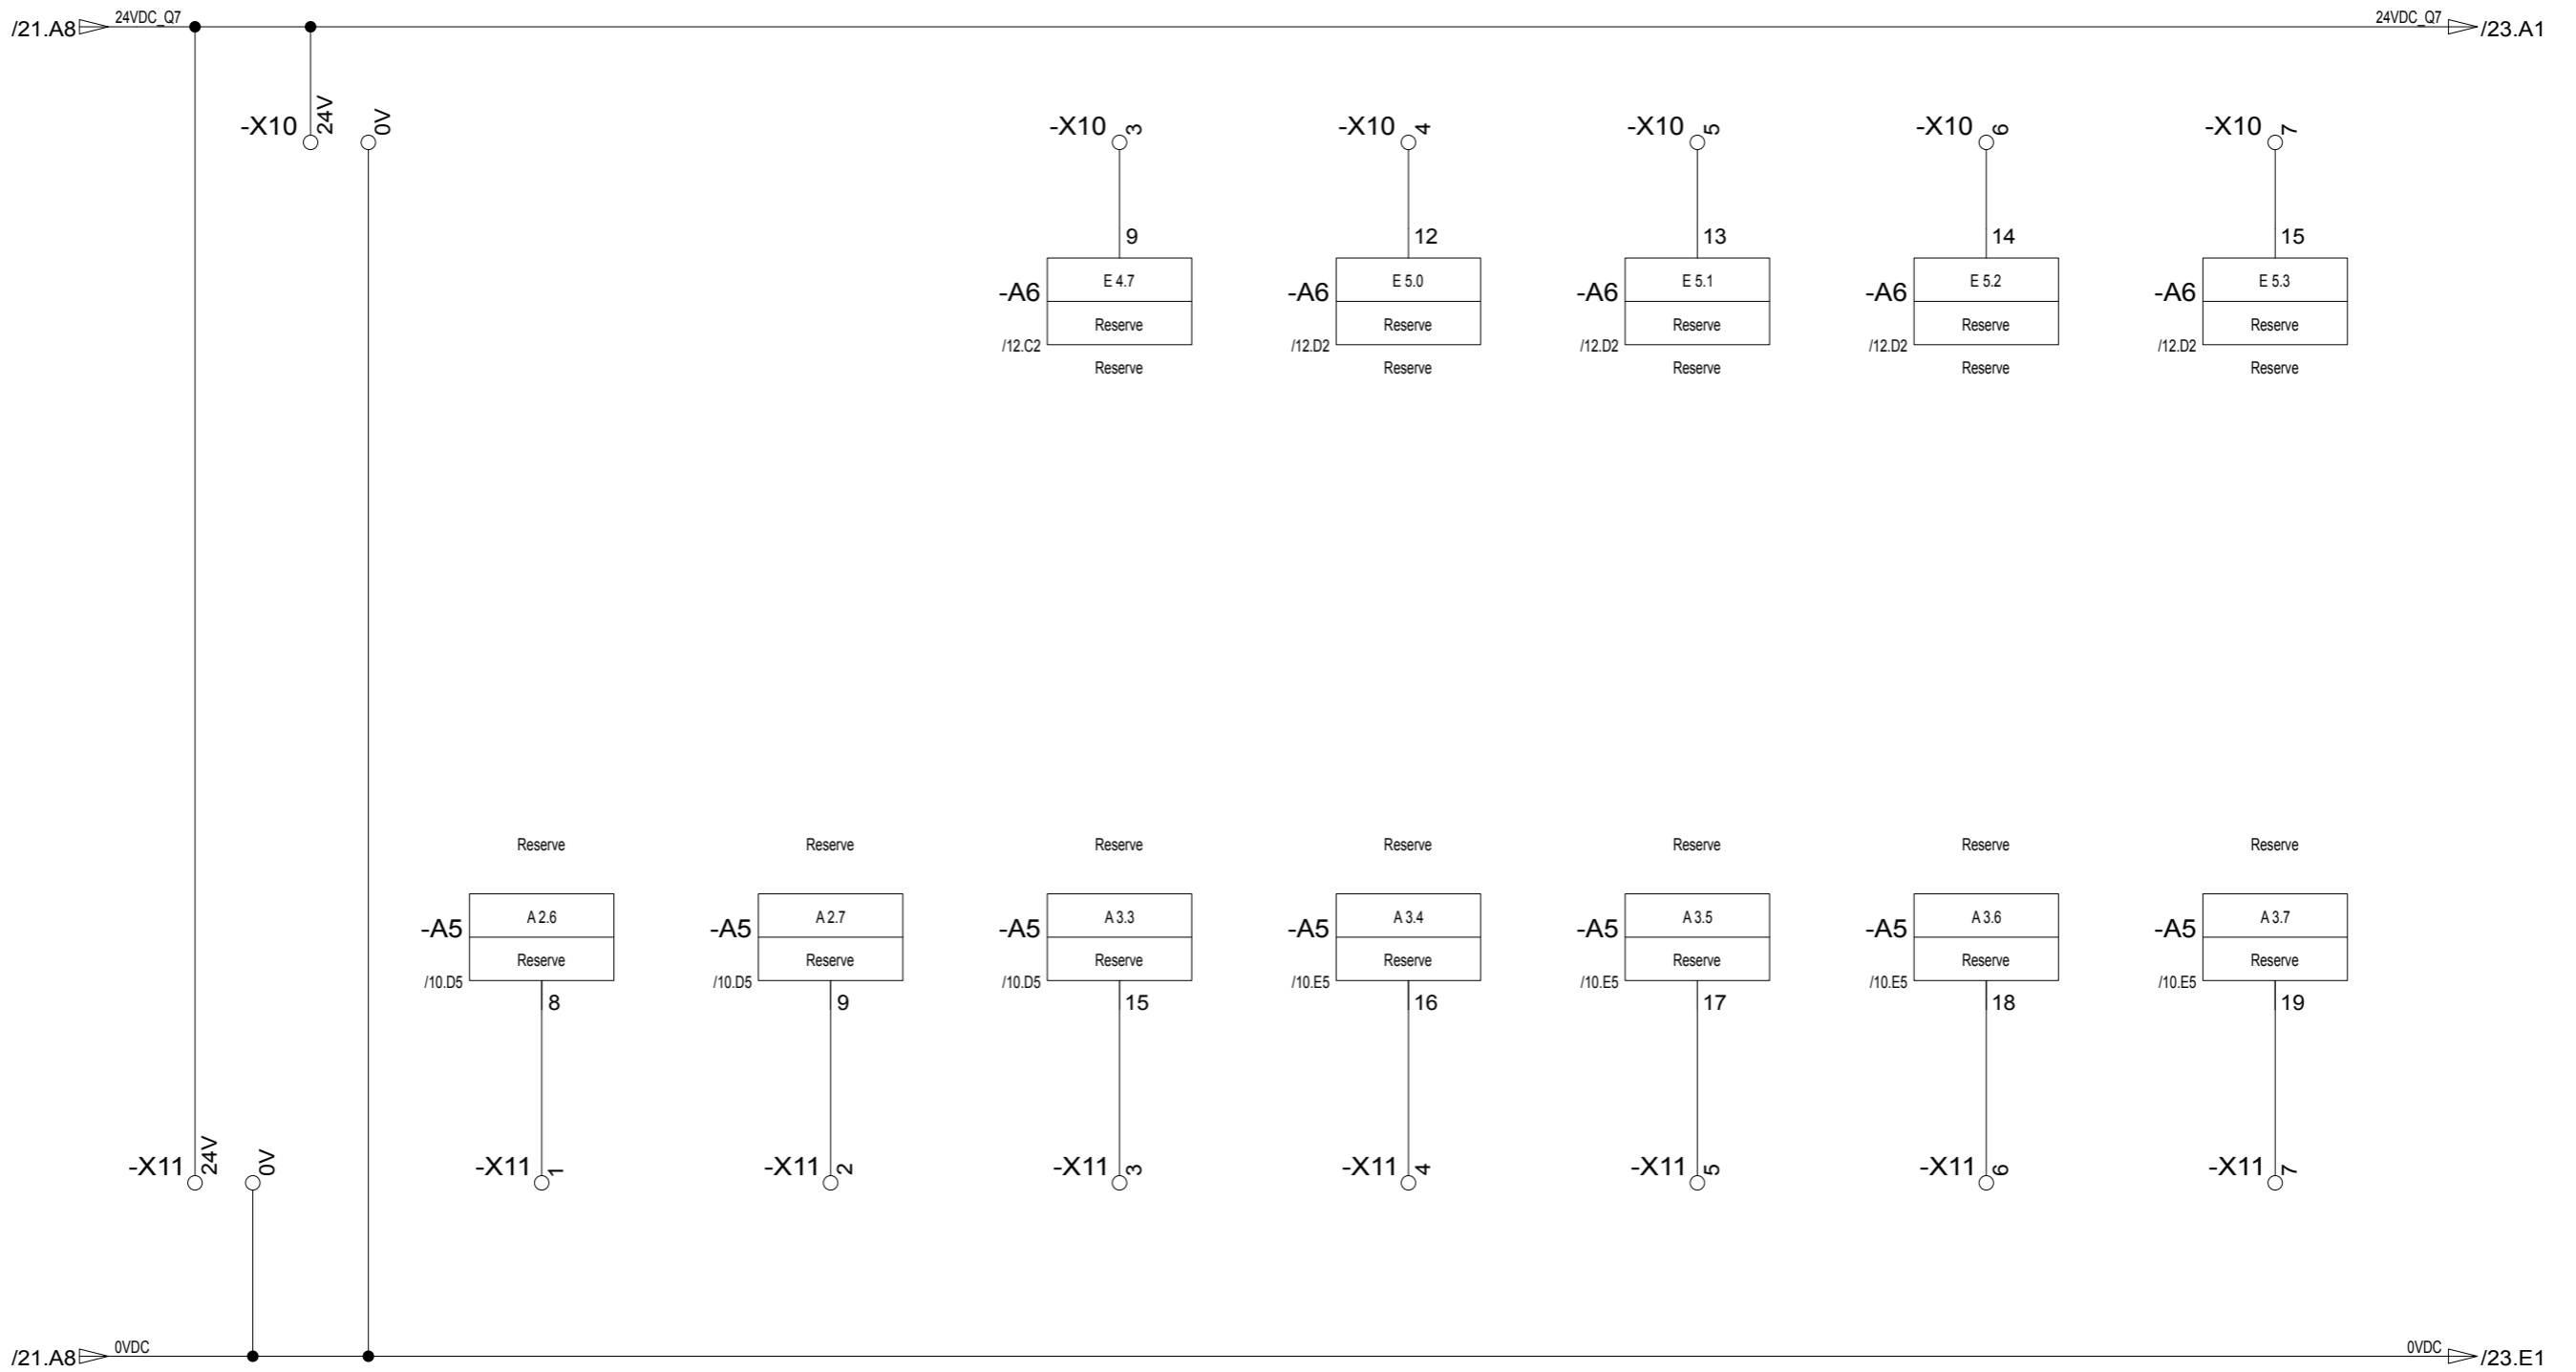 24VDC_Q7 24VDC_Q7
/21.A8 /23.A1
-X10 24V 0V -X10 3 -X10 4 -X10 5 -X10 6 -X10 7
9 12 13 14 15
E 4.7 E 5.0 E 5.1 E 5.2 E 5.3
-A6 -A6 -A6 -A6 -A6
Reserve Reserve Reserve Reserve Reserve
/12.C2 /12.D2 /12.D2 /12.D2 /12.D2
Reserve Reserve Reserve Reserve Reserve
Reserve Reserve Reserve Reserve Reserve Reserve Reserve
A 2.6 A 2.7 A 3.3 A 3.4 A 3.5 A 3.6 A 3.7
-A5 -A5 -A5 -A5 -A5 -A5 -A5
Reserve Reserve Reserve Reserve Reserve Reserve Reserve
/10.D5 /10.D5 /10.D5 /10.E5 /10.E5 /10.E5 /10.E5
8 9 15 16 17 18 19
-X11 24V 0V -X11 1 -X11 2 -X11 3 -X11 4 -X11 5 -X11 6 -X11 7
0VDC 0VDC
/21.A8 /23.E1